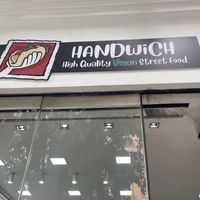 HANDWiCH
High Quality Vegan Street Food